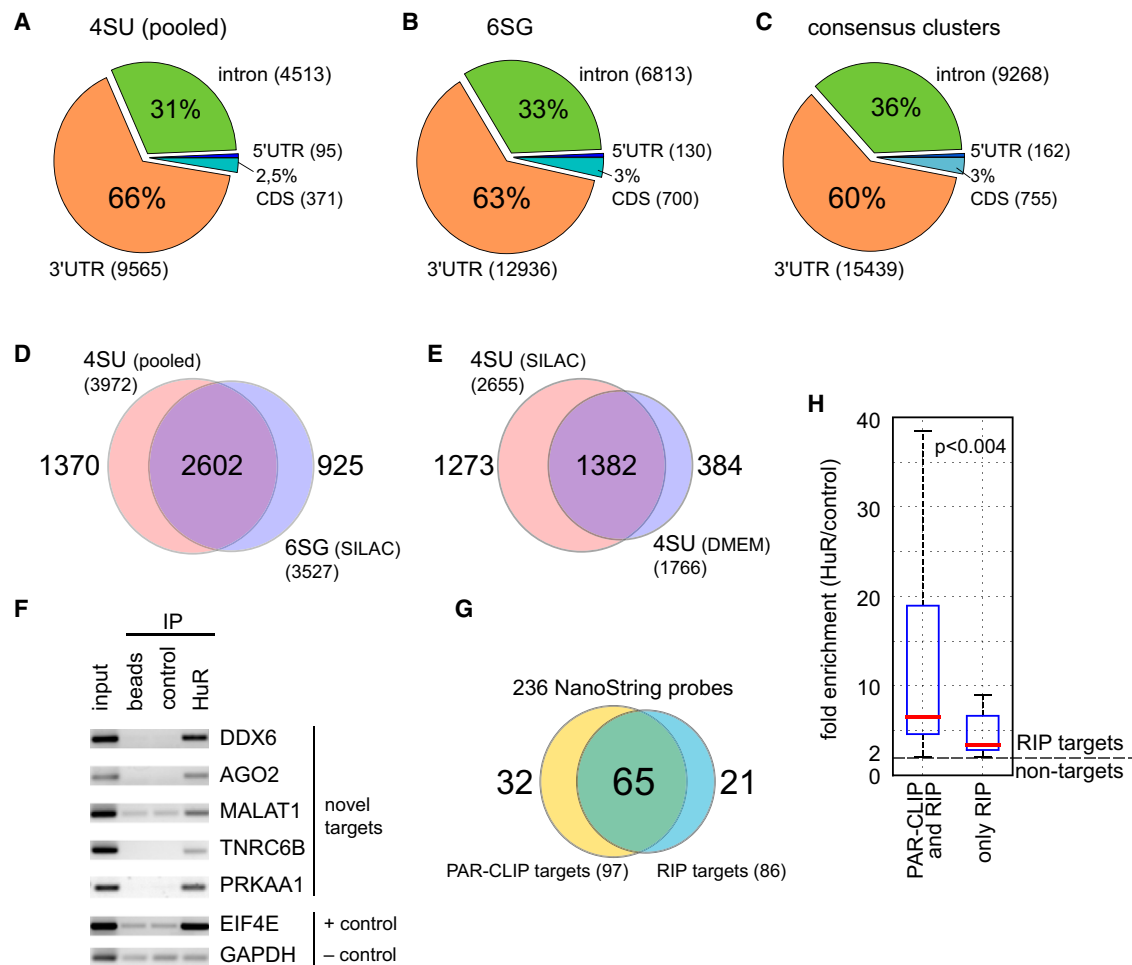 A
4SU (pooled)
intron (4513)
31%
5'UTR (95)
2,5%
CDS (371)
66%
3'UTR (9565)
B
6SG
intron (6813)
33%
5'UTR (130)
3%
CDS (700)
63%
3'UTR (12936)
C
consensus clusters
intron (9268)
36%
5'UTR (162)
3%
CDS (755)
60%
3'UTR (15439)
D
4SU (pooled)
(3972)
1370
2602
925
6SG (SILAC)
(3527)
E
4SU (SILAC)
(2655)
1273
1382
384
4SU (DMEM)
(1766)
F
IP
input
beads
control
HuR
DDX6
AGO2
MALAT1
TNRC6B
PRKAA1
novel
targets
EIF4E
+ control
GAPDH
– control
G
236 NanoString probes
32
65
21
PAR-CLIP targets (97)
RIP targets (86)
H
fold enrichment (HuR/control)
40
30
20
10
2
0
p<0.004
RIP targets
non-targets
PAR-CLIP
and RIP
only RIP